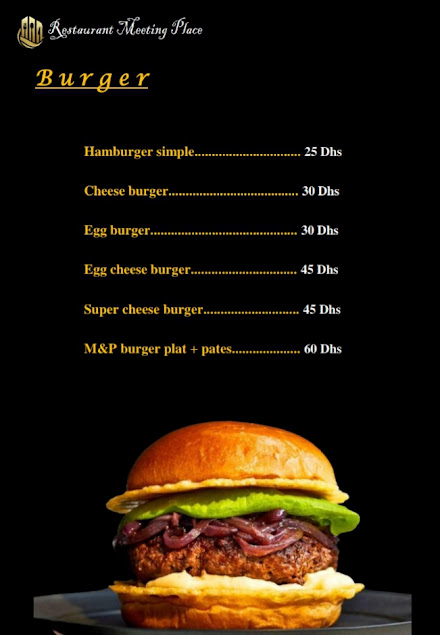 Restaurant Meeting Place
Burger
Hamburger simple............................... 25 Dhs
Cheese burger...................................... 30 Dhs
Egg burger........................................... 30 Dhs
Egg cheese burger............................... 45 Dhs
Super cheese burger............................ 45 Dhs
M&P burger plat + pates.................... 60 Dhs